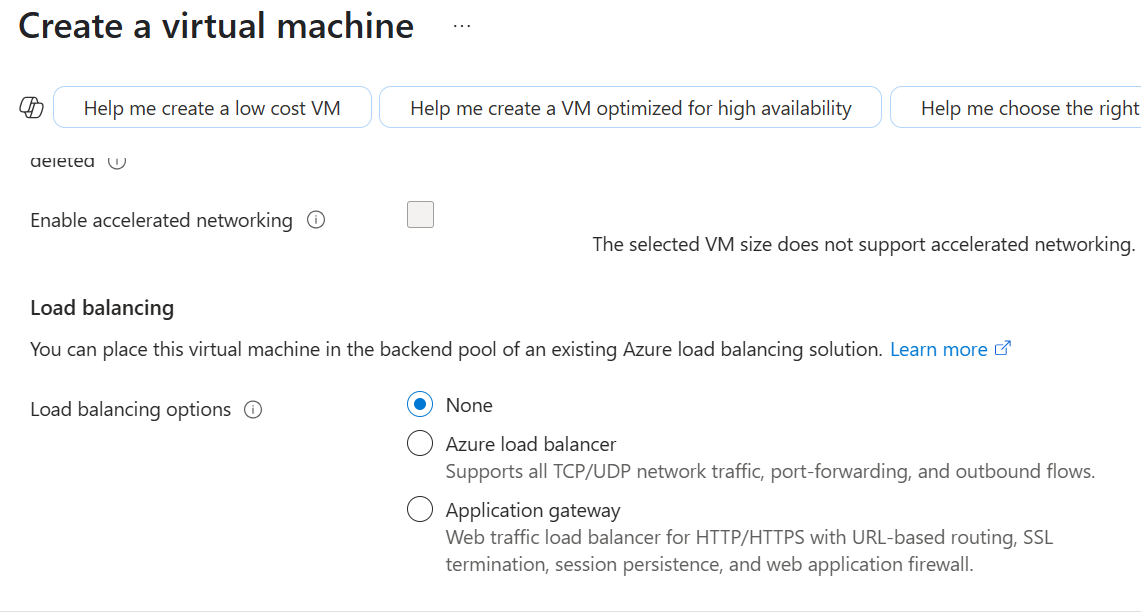 Create a virtual machine ...
Help me create a low cost VM
Help me create a VM optimized for high availability
Help me choose the right
deleted
Enable accelerated networking
The selected VM size does not support accelerated networking.
Load balancing
You can place this virtual machine in the backend pool of an existing Azure load balancing solution. Learn more
Load balancing options
None
Azure load balancer
Supports all TCP/UDP network traffic, port-forwarding, and outbound flows.
Application gateway
Web traffic load balancer for HTTP/HTTPS with URL-based routing, SSL
termination, session persistence, and web application firewall.